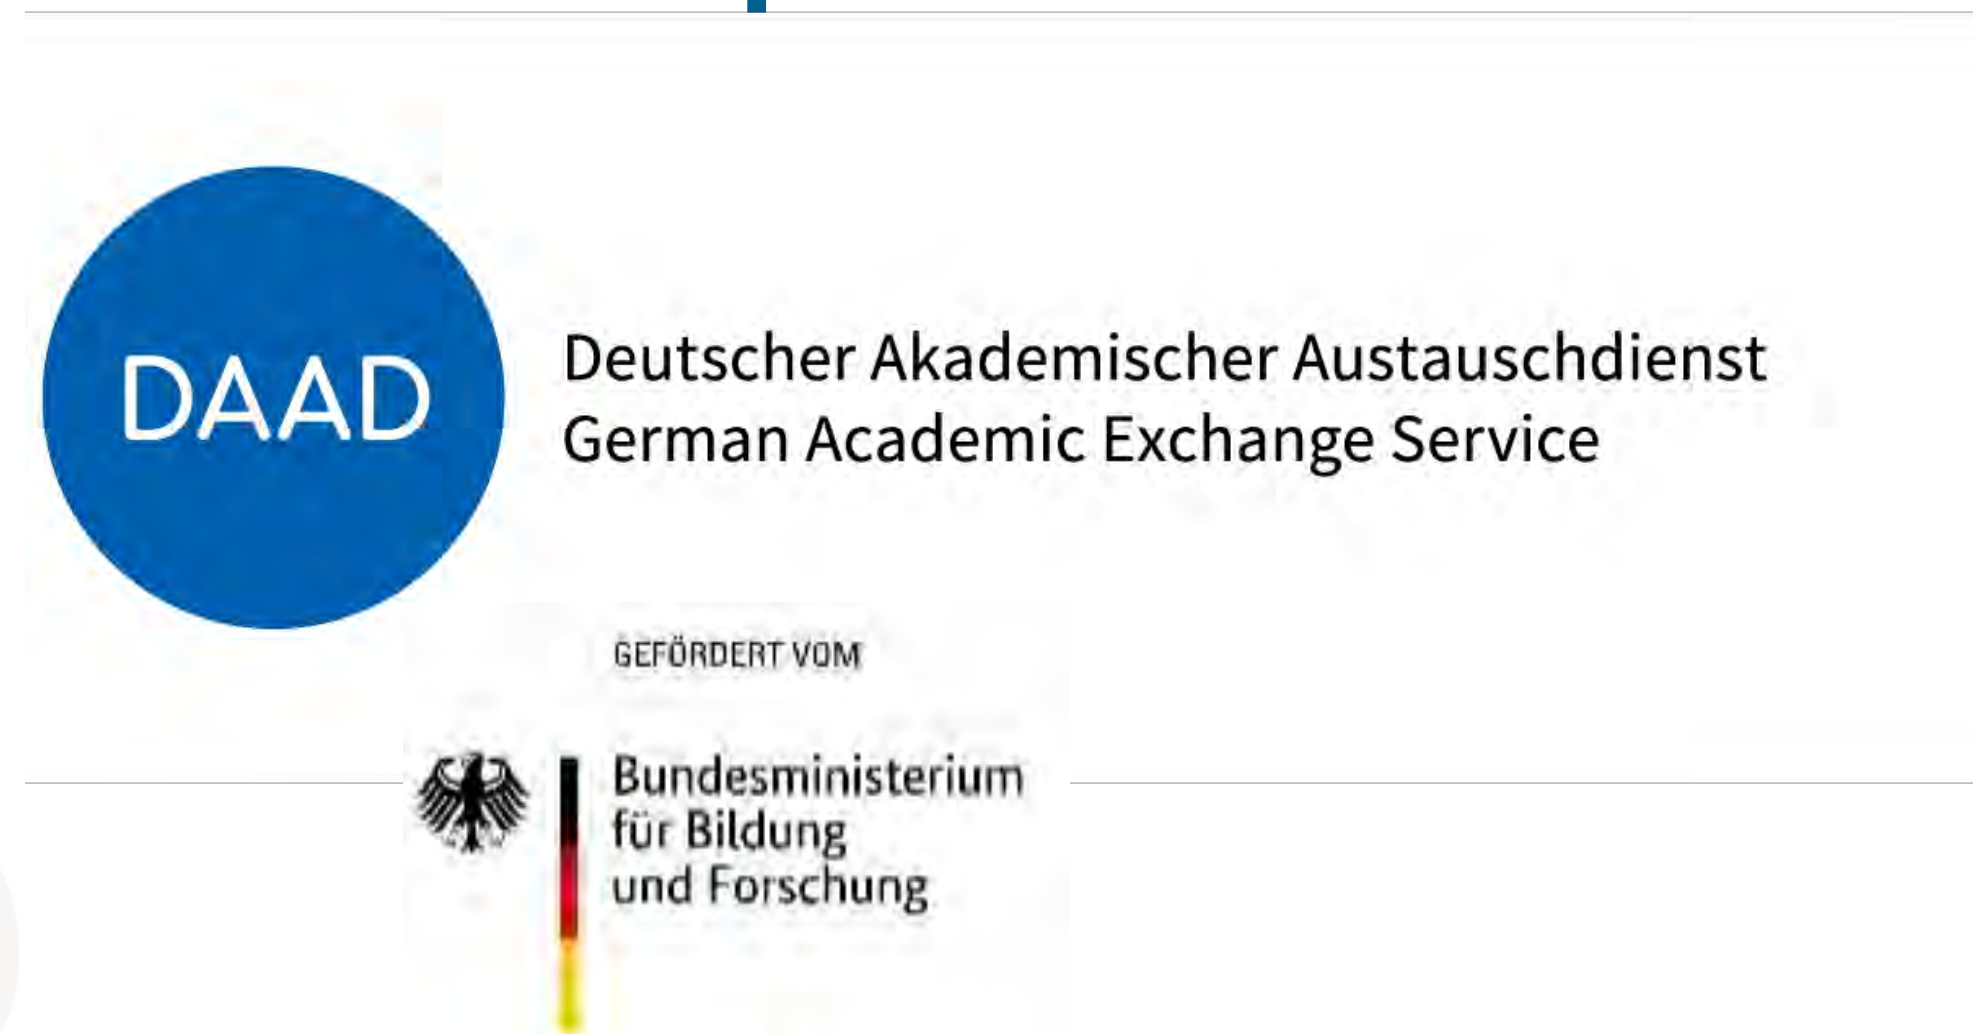 DAAD
Deutscher Akademischer Austauschdienst
German Academic Exchange Service
GEFÖRDERT VOM
Bundesministerium
für Bildung
und Forschung